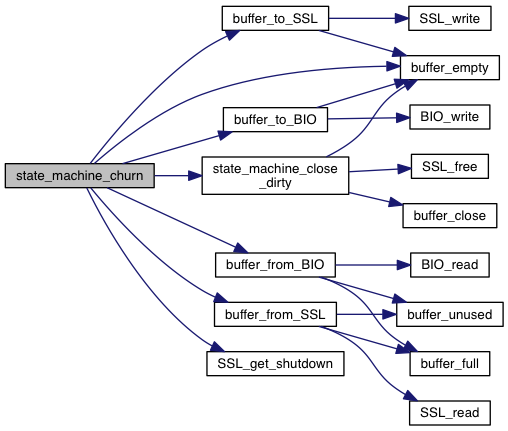 buffer_to_SSL
SSL_write
buffer_empty
buffer_to_BIO
BIO_write
state_machine_churn
state_machine_close
_dirty
SSL_free
buffer_close
buffer_from_BIO
BIO_read
buffer_from_SSL
buffer_unused
SSL_get_shutdown
buffer_full
SSL_read